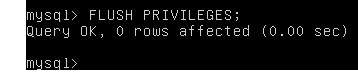 mysql> FLUSH PRIVILEGES;
Query OK, 0 rows affected (0.00 sec)
mysql>